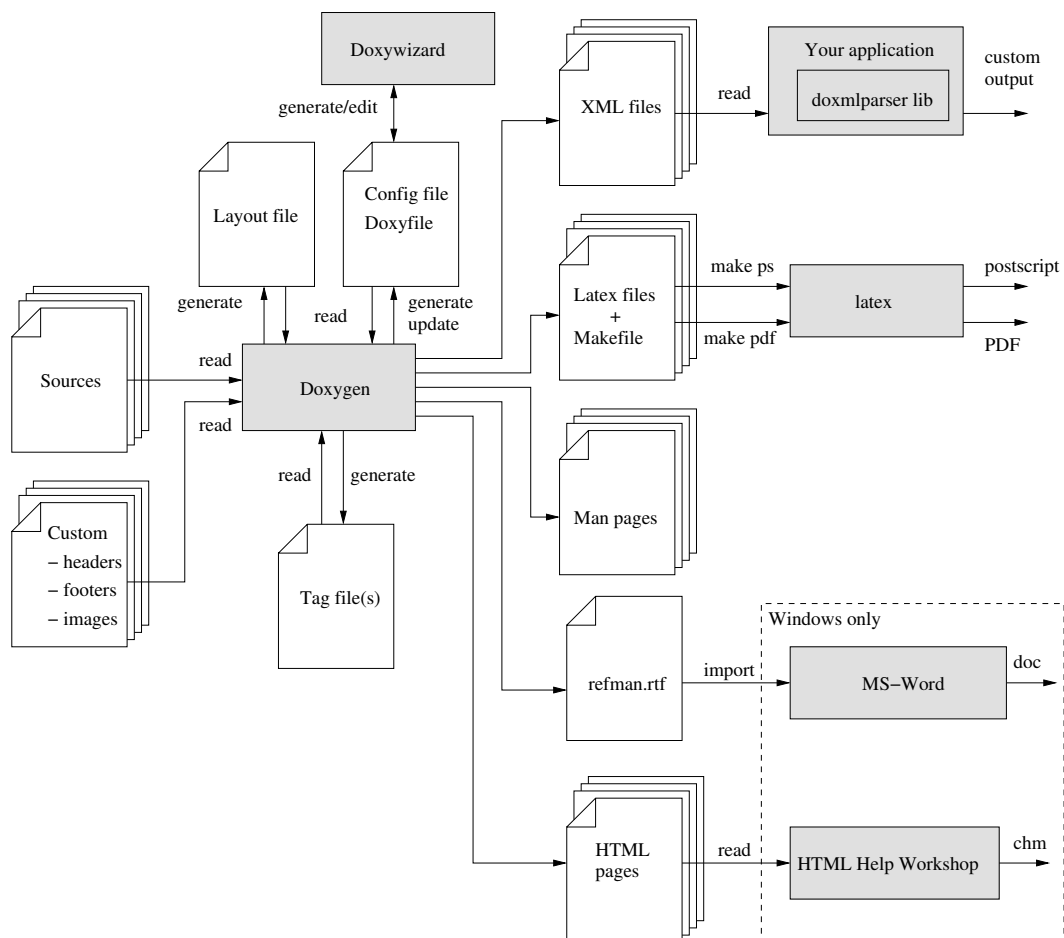 Doxywizard
generate/edit
Layout file
Config file
Doxyfile
generate
read
generate
update
Sources
read
Doxygen
read
Custom
− headers
− footers
− images
read
generate
Tag file(s)
XML files
read
Your application
doxmlparser lib
custom
output
Latex files
+
Makefile
make ps
make pdf
latex
postscript
PDF
Man pages
refman.rtf
import
Windows only
MS−Word
doc
HTML
pages
read
HTML Help Workshop
chm